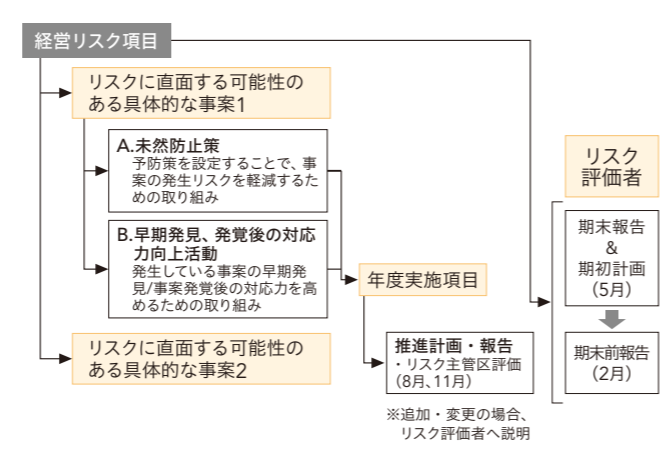 経営リスク項目
リスクに直面する可能性の
ある具体的な事案1
A.未然防止策
予防策を設定することで、事
案の発生リスクを軽減するた
めの取り組み
B.早期発見、発覚後の対応
力向上活動
発生している事案の早期発
見/事案発覚後の対応力を高
めるための取り組み
リスクに直面する可能性の
ある具体的な事案2
年度実施項目
推進計画・報告
・リスク主管区評価
（8月、11月）
※追加・変更の場合、
リスク評価者へ説明
リスク
評価者
期末報告
&
期初計画
（5月）
期末前報告
（2月）